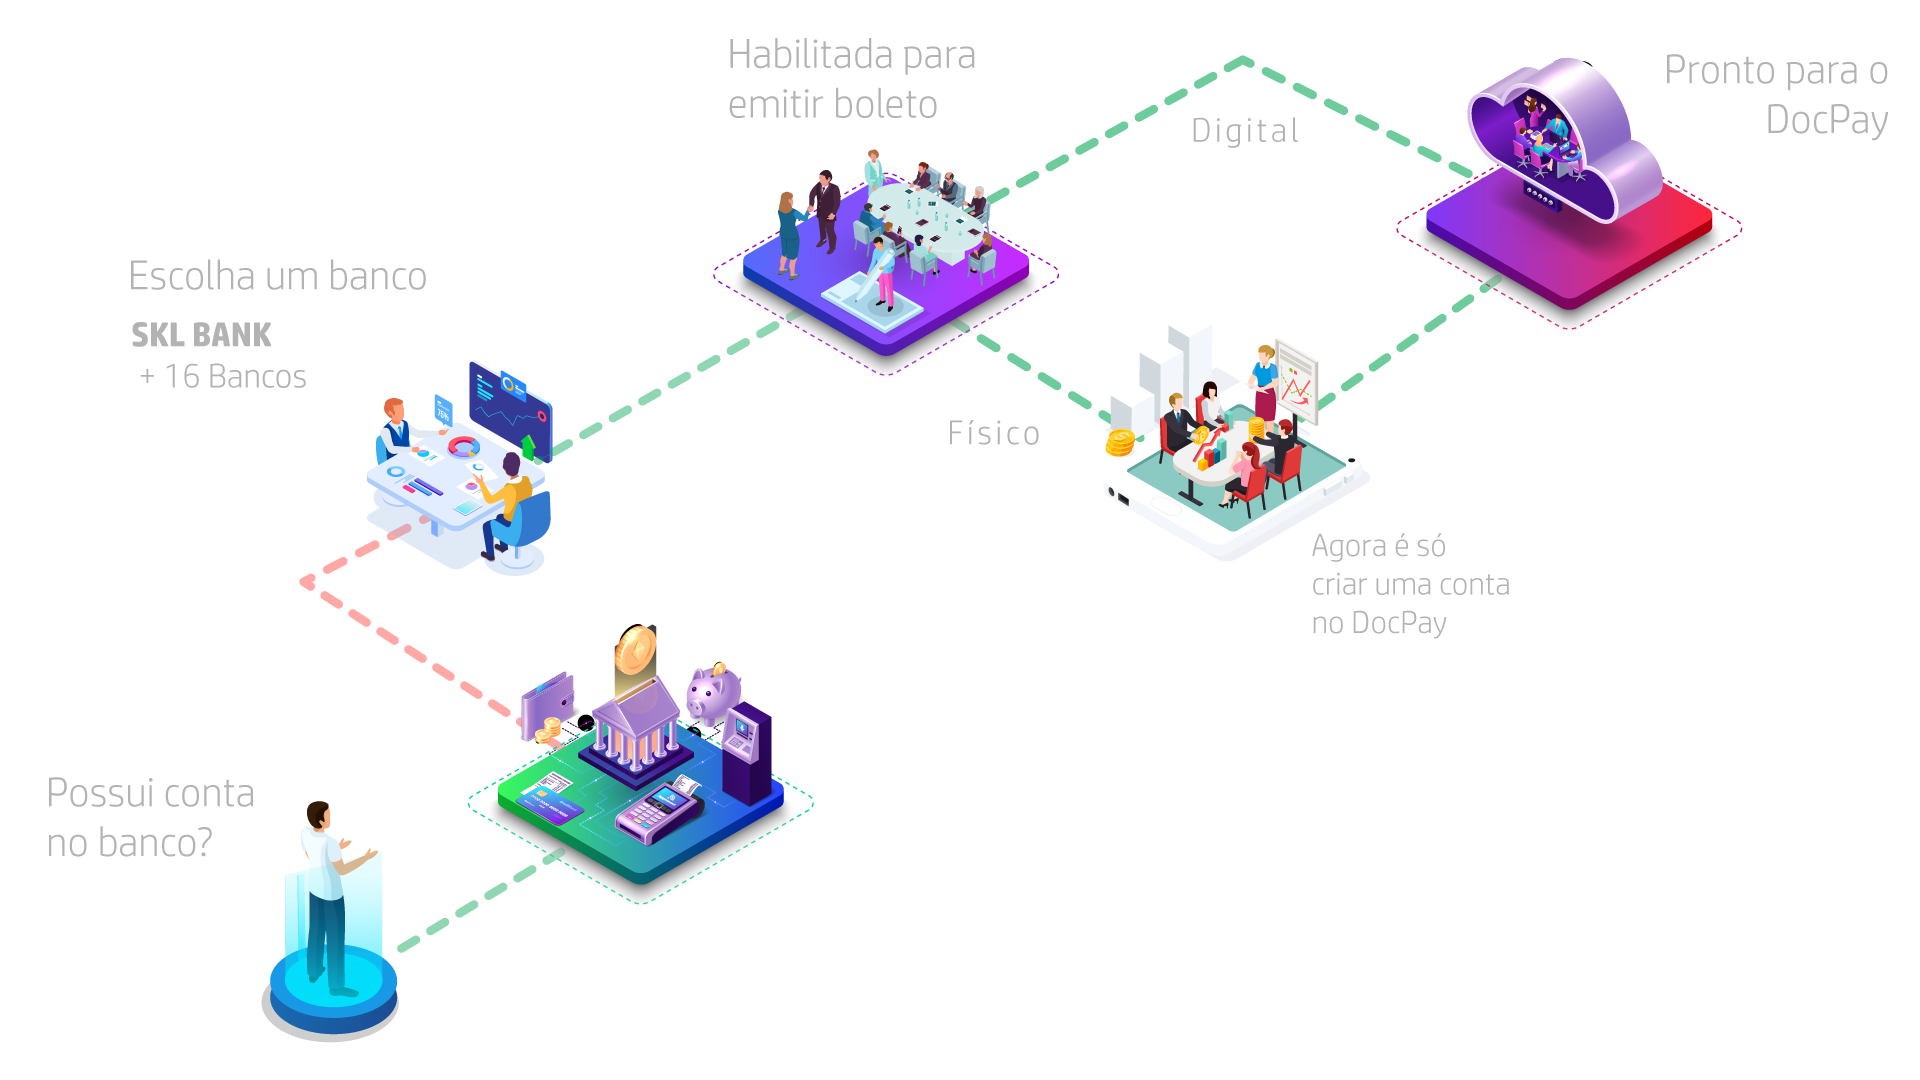 Habilitada para
emitir boleto
Pronto para o
DocPay
Digital
Escolha um banco
SKL BANK
+ 16 Bancos
76%
Físico
Agora é só
criar uma conta
no DocPay
Possui conta
no banco?